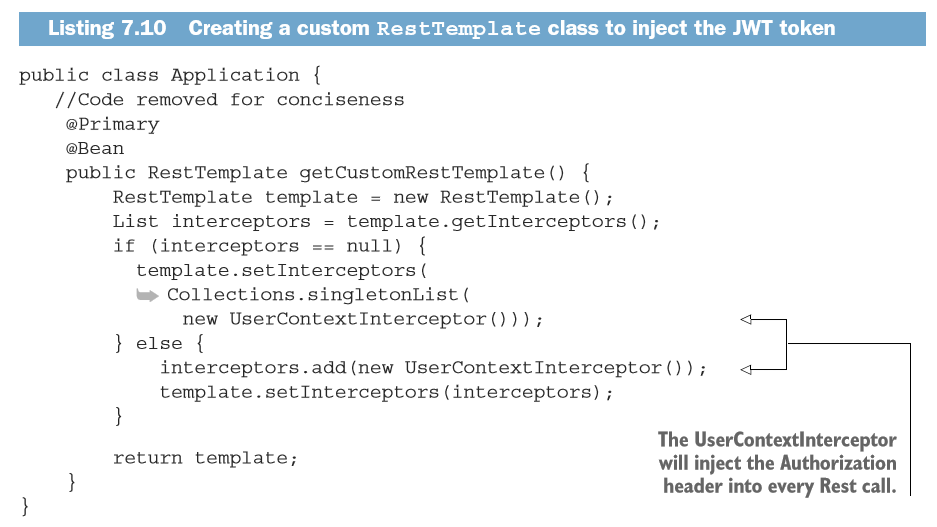 Listing 7.10 Creating a custom RestTemplate class to inject the JWT token
public class Application {
//Code removed for conciseness
@Primary
@Bean
public RestTemplate getCustomRestTemplate() {
RestTemplate template = new RestTemplate();
List interceptors = template.getInterceptors();
if (interceptors == null) {
template.setInterceptors(
Collections.singletonList(
new UserContextInterceptor()));
} else {
interceptors.add(new UserContextInterceptor());
template.setInterceptors(interceptors);
}
return template;
}
}
The UserContextInterceptor
will inject the Authorization
header into every Rest call.